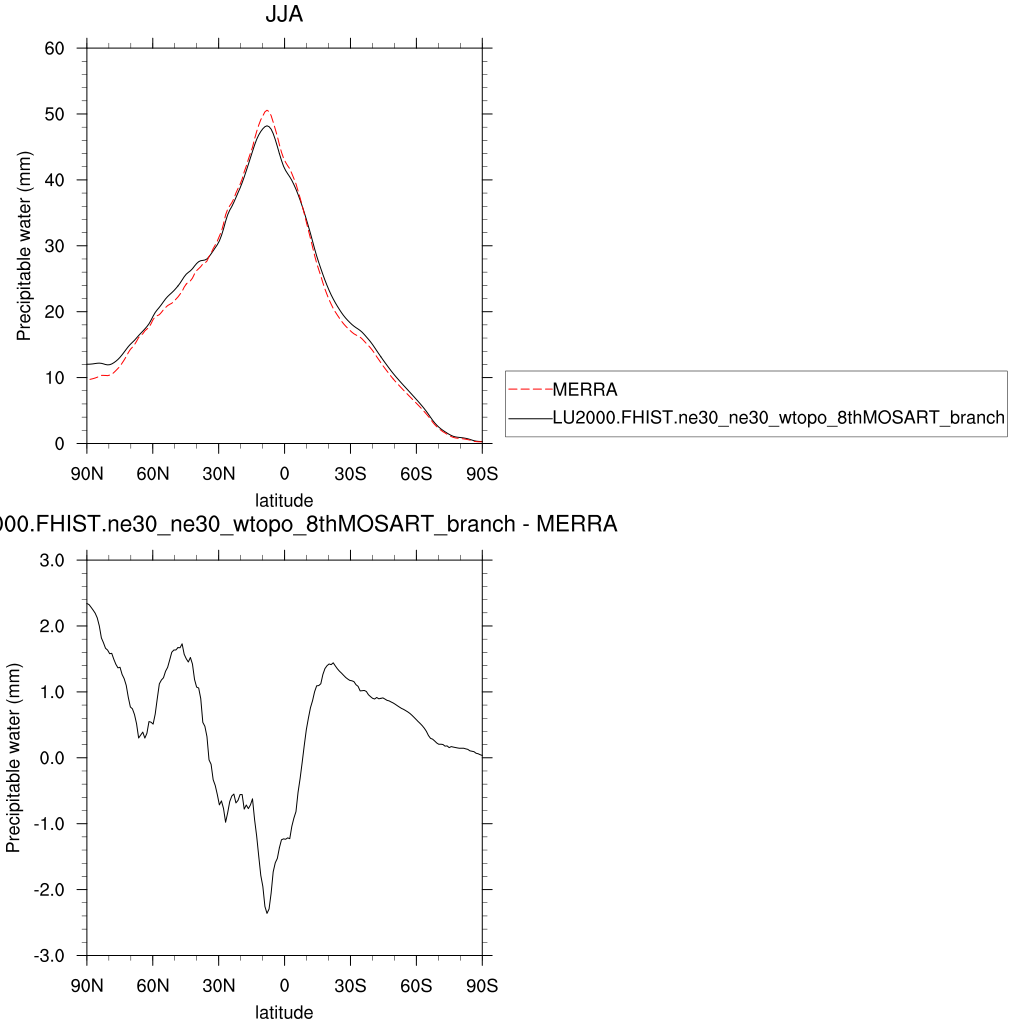 JJA
60
50
40
30
20
10
0
Precipitable water (mm)
90N 60N 30N 0 30S 60S 90S
latitude
MERRA
LU2000.FHIST.ne30_ne30_wtopo_8thMOSART_branch
00.FHIST.ne30_ne30_wtopo_8thMOSART_branch - MERRA
3.0
2.0
1.0
0.0
-1.0
-2.0
-3.0
Precipitable water (mm)
90N 60N 30N 0 30S 60S 90S
latitude